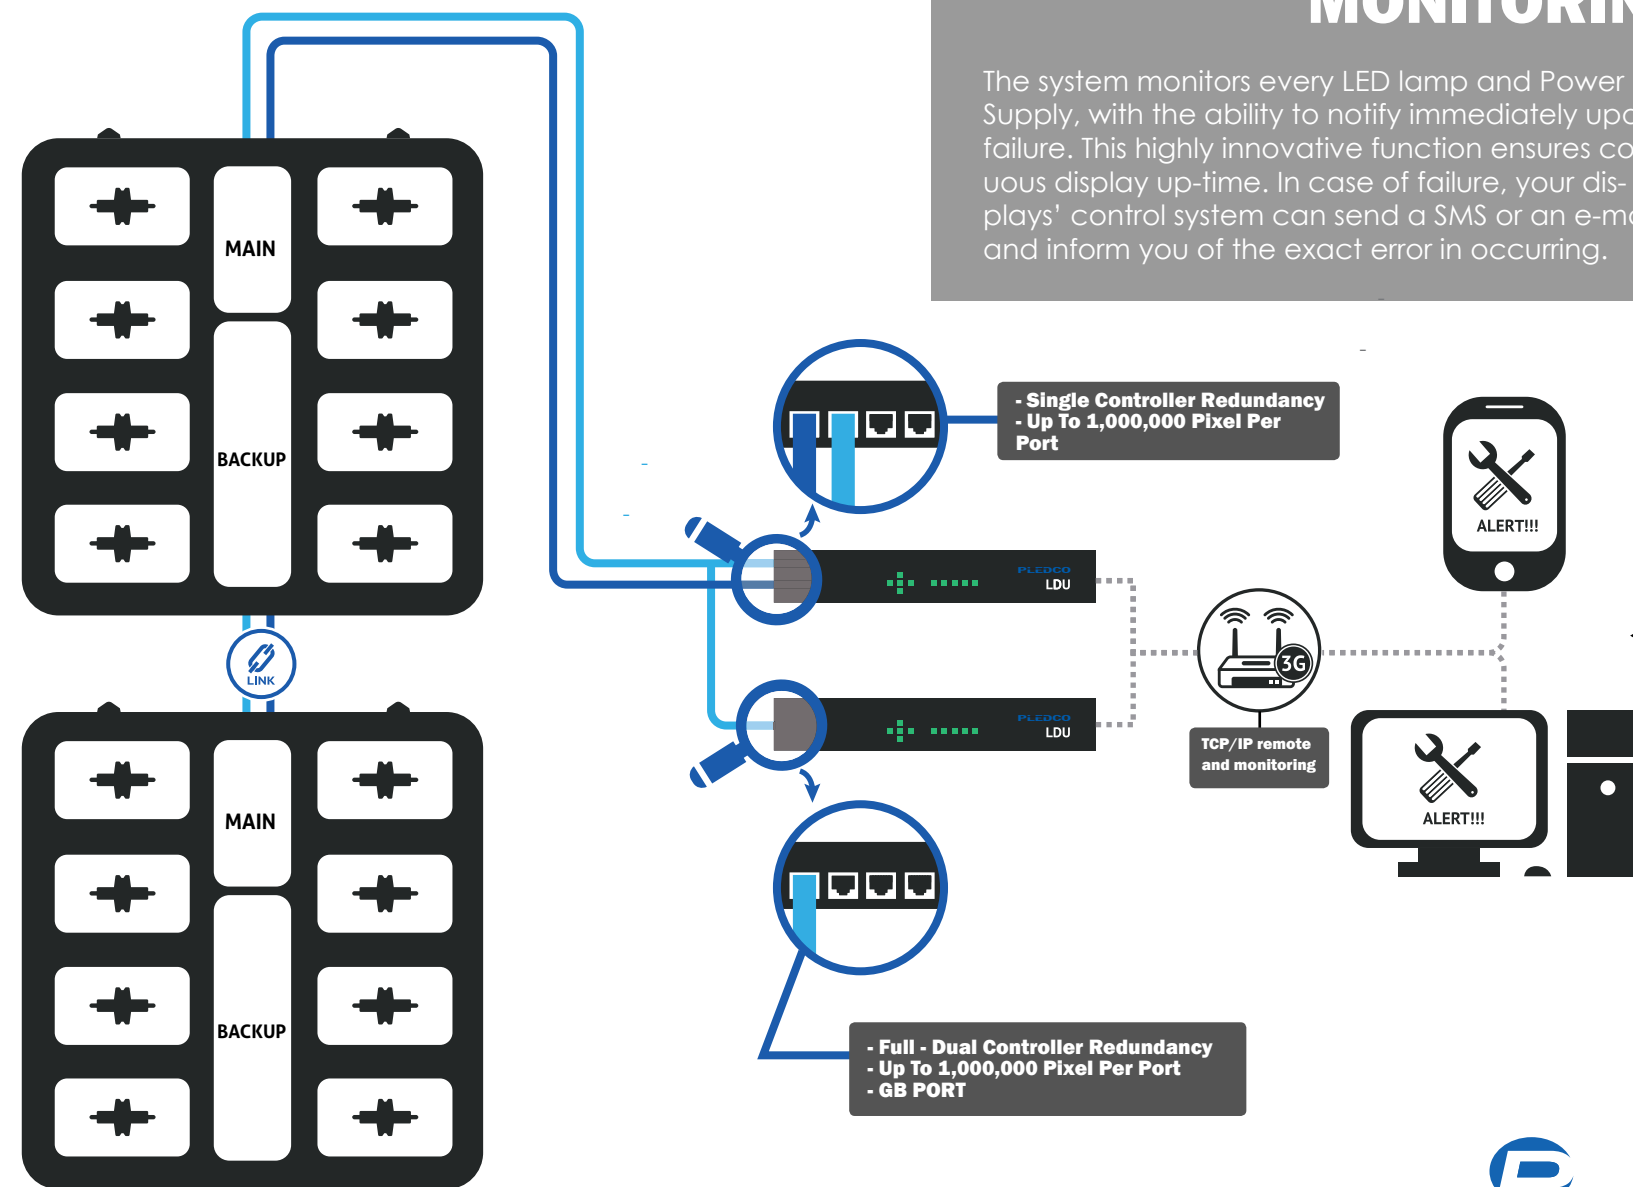 The system monitors every LED lamp and Power
Supply, with the ability to notify immediately
failure. This highly innovative function ensures
uous display up-time. In case of failure, your dis-
plays' control system can send a SMS or an
and inform you of the exact error in occurring.
MAIN
BACKUP
LINK
MAIN
BACKUP
- Single Controller Redundancy
- Up To 1,000,000 Pixel Per
Port
PLEDCO
LDU
PLEDCO
LDU
3G
TCP/IP remote
and monitoring
ALERT!!!
ALERT!!!
- Full - Dual Controller Redundancy
- Up To 1,000,000 Pixel Per Port
- GB PORT